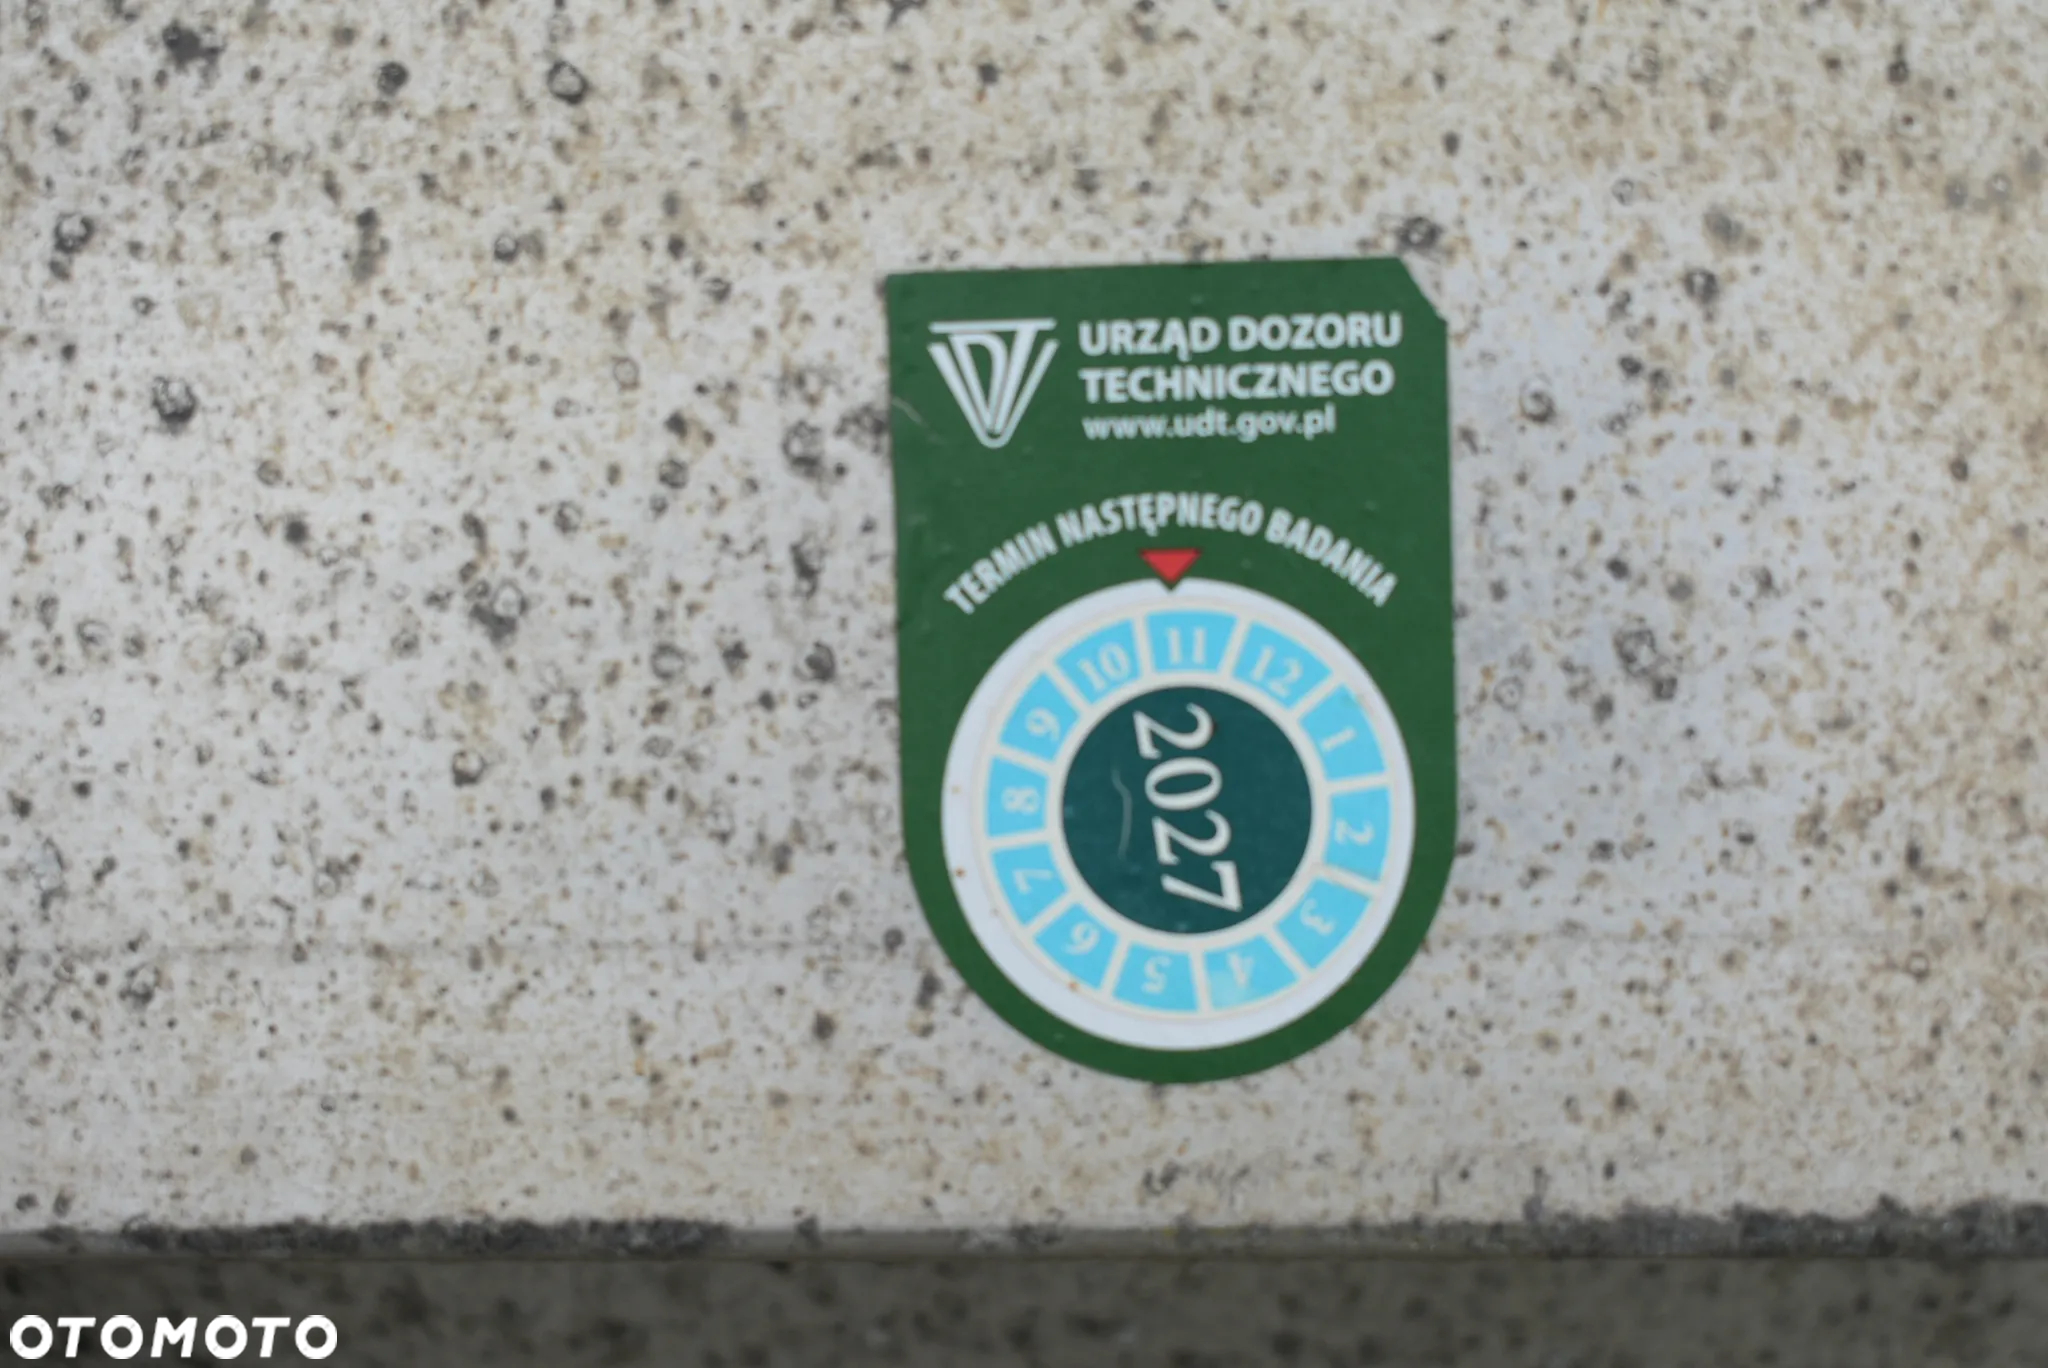 URZĄD DOZORU
TECHNICZNEGO
www.udt.gov.pl
TERMIN NASTĘPNEGO BADANIA
11
12
1
2
3
4
5
6
7
8
9
10
2027
OTOMOTO